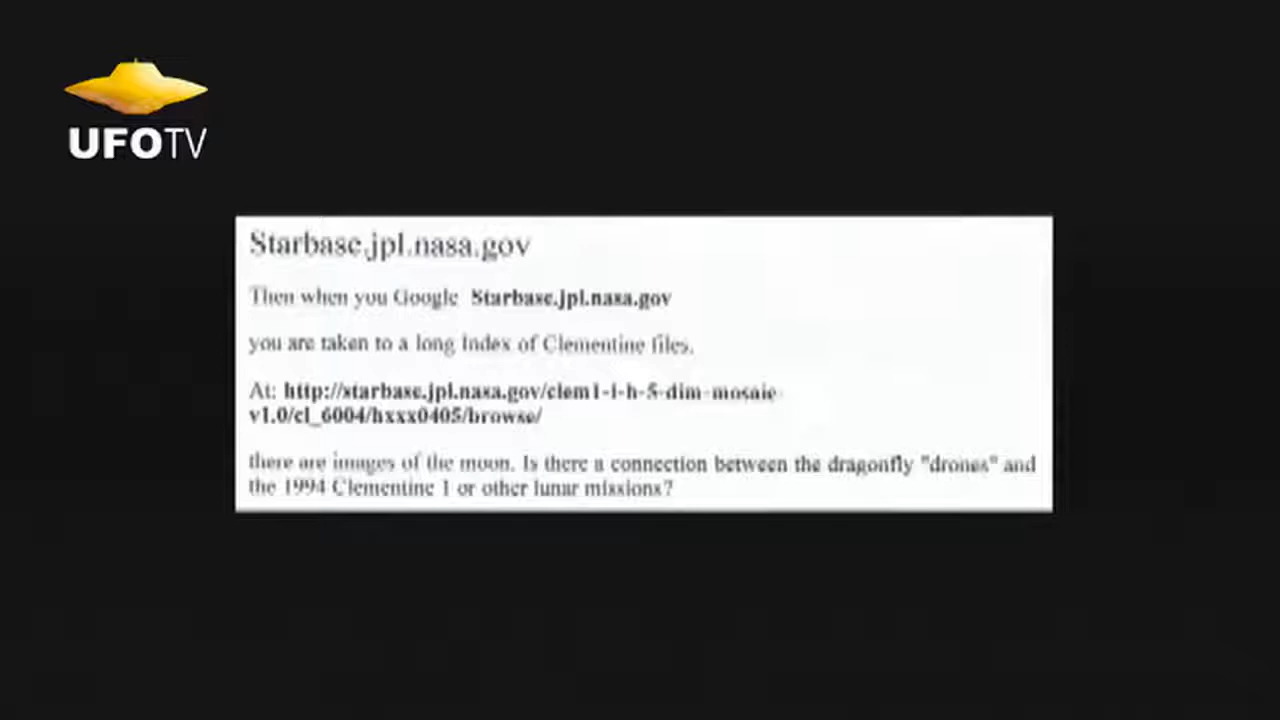 UFOTV
Starbase.jpl.nasa.gov
Then when you Google Starbase.jpl.nasa.gov
you are taken to a long Index of Clementine files.
At: http://starbase.jpl.nasa.gov/clem1-l-h-5-dim-mosaic-
v1.0/cl_6004/hxxx0405/browse/
there are images of the moon. Is there a connection between the dragonfly "drones" and
the 1994 Clementine 1 or other lunar missions?